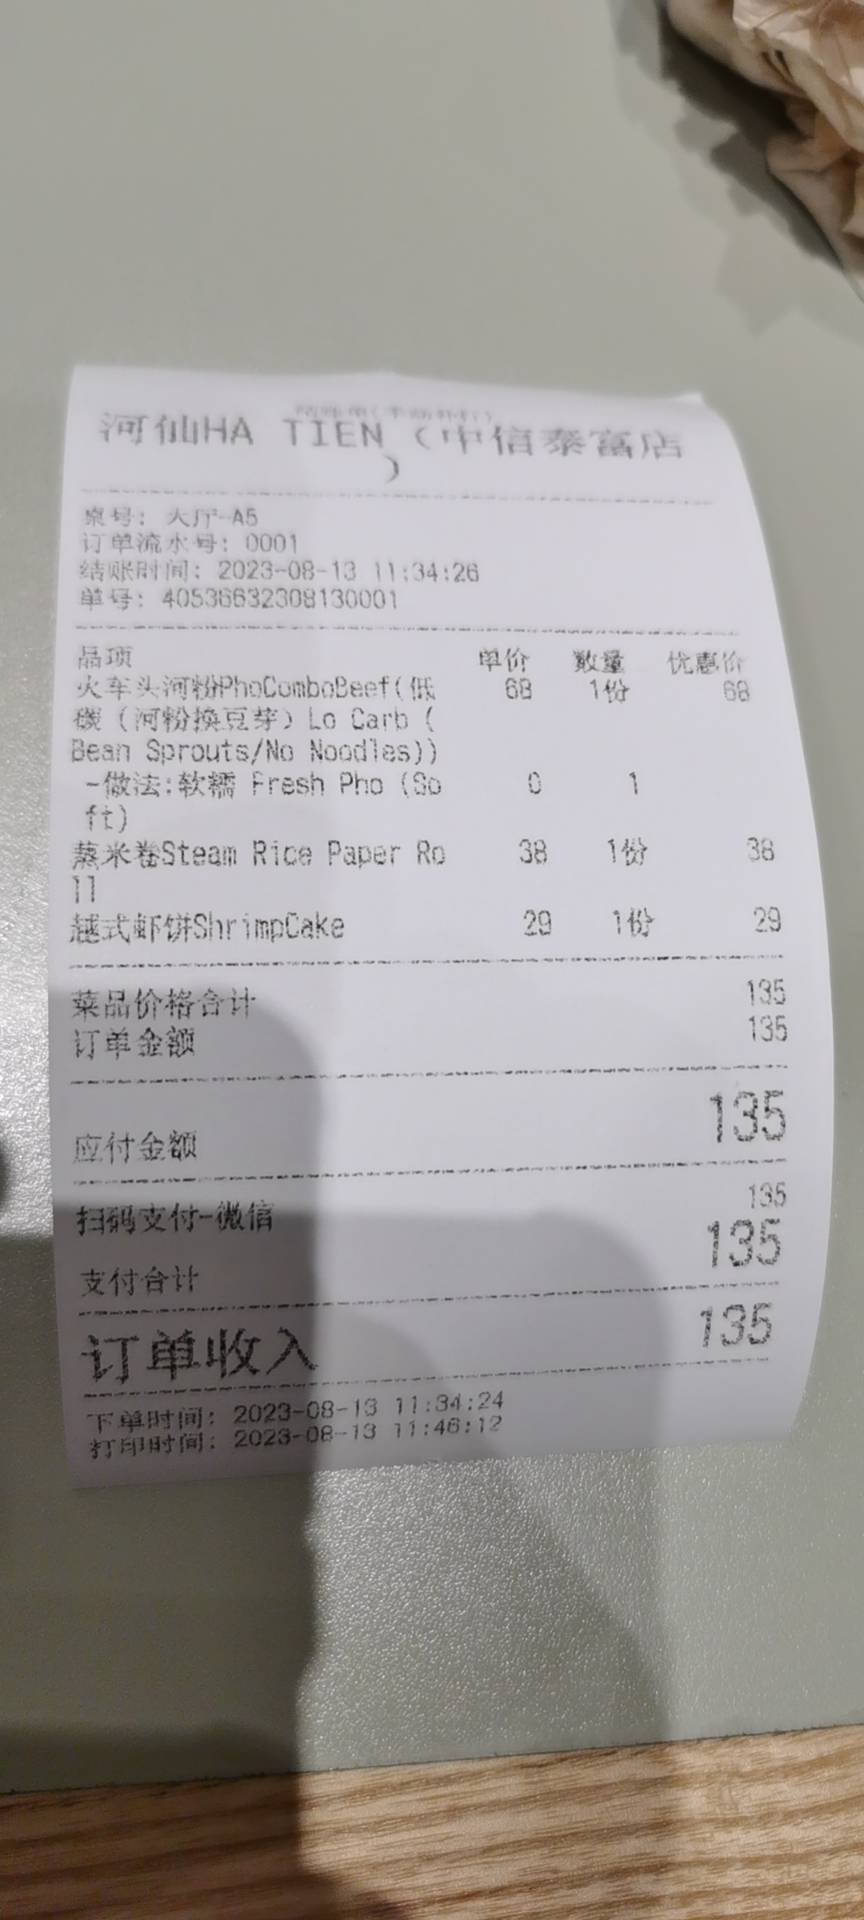 结账单(手动补打)
河仙HA TIEN（中信泰富店
）
桌号: 大厅-A5
订单流水号: 0001
结账时间: 2023-08-13 11:34:26
单号: 40536632308130001
品项 单价 数量 优惠价
火车头河粉PhoComboBeef(低 68 1份 68
碳（河粉换豆芽）Lo Carb (
Bean Sprouts/No Noodles))
-做法:软糯 Fresh Pho (So 0 1
ft)
蒸米卷Steam Rice Paper Ro 38 1份 38
ll
越式虾饼ShrimpCake 29 1份 29
菜品价格合计 135
订单金额 135
应付金额 135
扫码支付-微信 135
支付合计 135
订单收入 135
下单时间: 2023-08-13 11:34:24
打印时间: 2023-08-13 11:46:12